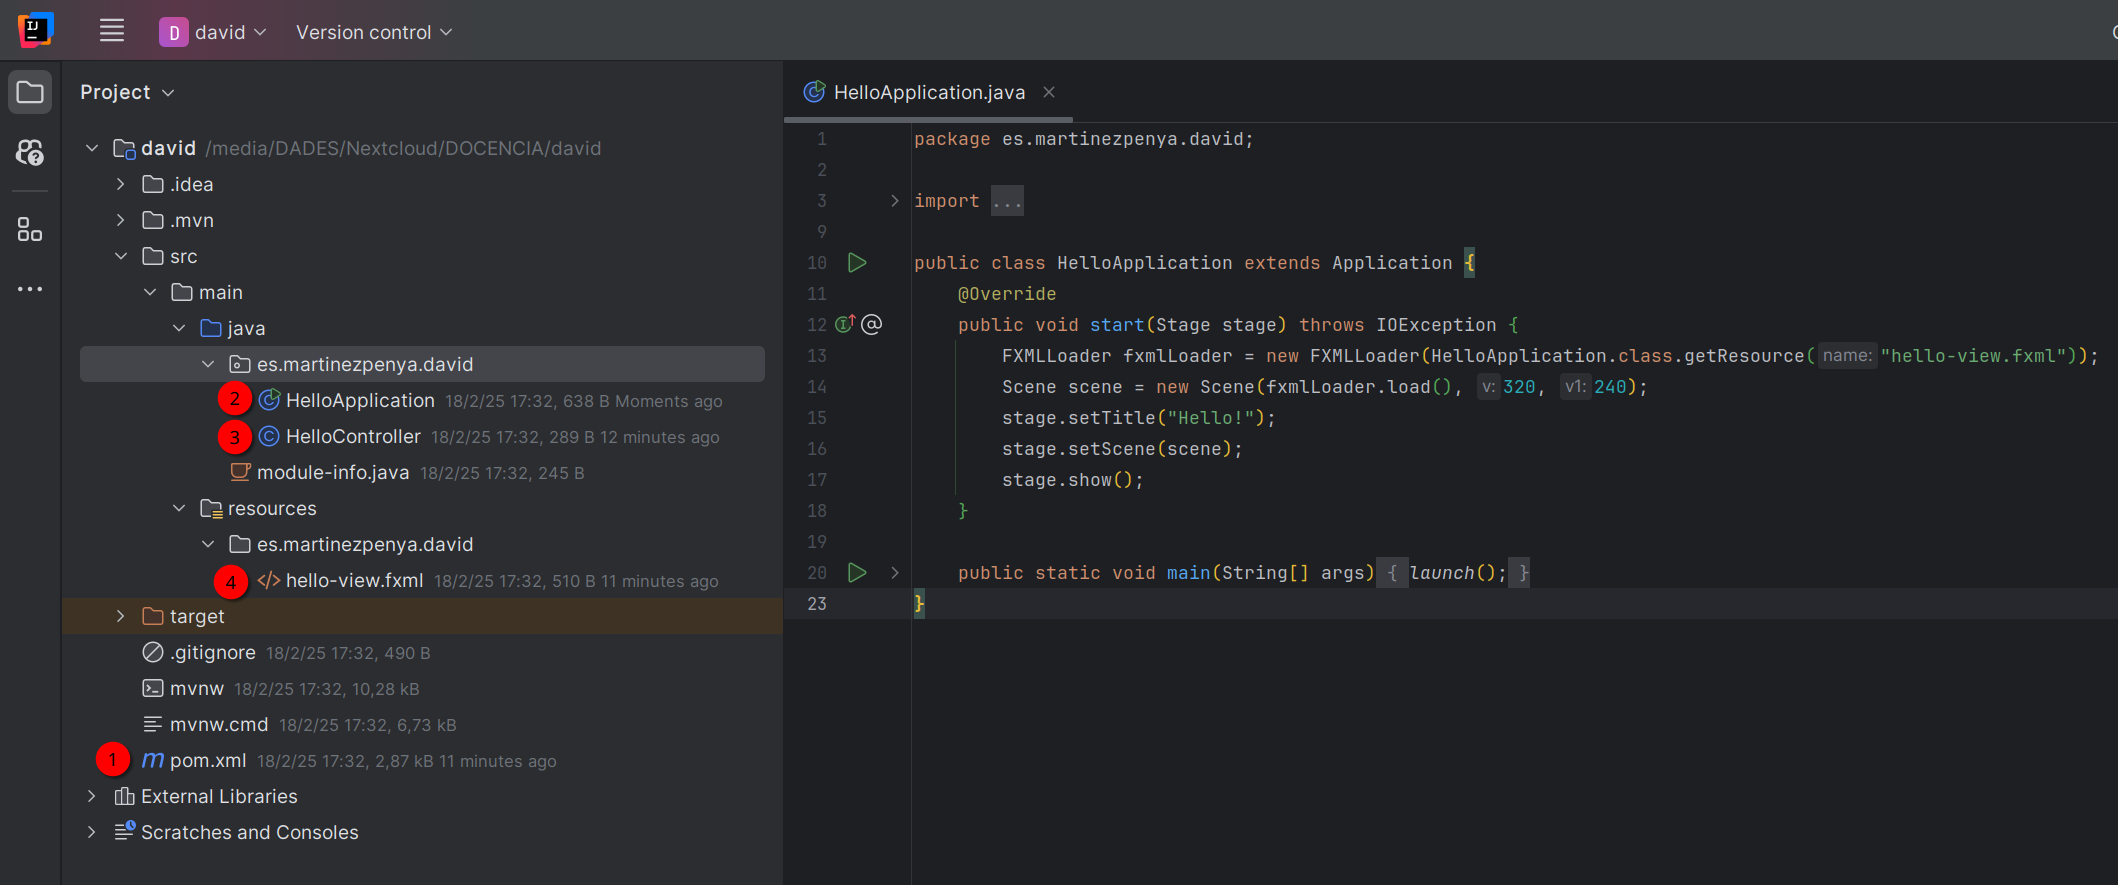 IJ
D david Version control
Project
david /media/DADES/Nextcloud/DOCENCIA/david
.idea
.mvn
src
main
java
es.martinezpenya.david
2 HelloApplication 18/2/25 17:32, 638 B Moments ago
3 HelloController 18/2/25 17:32, 289 B 12 minutes ago
module-info.java 18/2/25 17:32, 245 B
resources
es.martinezpenya.david
4 hello-view.fxml 18/2/25 17:32, 510 B 11 minutes ago
target
.gitignore 18/2/25 17:32, 490 B
mvnw 18/2/25 17:32, 10,28 kB
mvnw.cmd 18/2/25 17:32, 6,73 kB
1 pom.xml 18/2/25 17:32, 2,87 kB 11 minutes ago
External Libraries
Scratches and Consoles
HelloApplication.java
1 package es.martinezpenya.david;
2
3 import ...
9
10 public class HelloApplication extends Application {
11 @Override
12 public void start(Stage stage) throws IOException {
13 FXMLLoader fxmlLoader = new FXMLLoader(HelloApplication.class.getResource( name: "hello-view.fxml"));
14 Scene scene = new Scene(fxmlLoader.load(), v: 320, v1: 240);
15 stage.setTitle("Hello!");
16 stage.setScene(scene);
17 stage.show();
18 }
19
20 public static void main(String[] args) { launch(); }
23 }